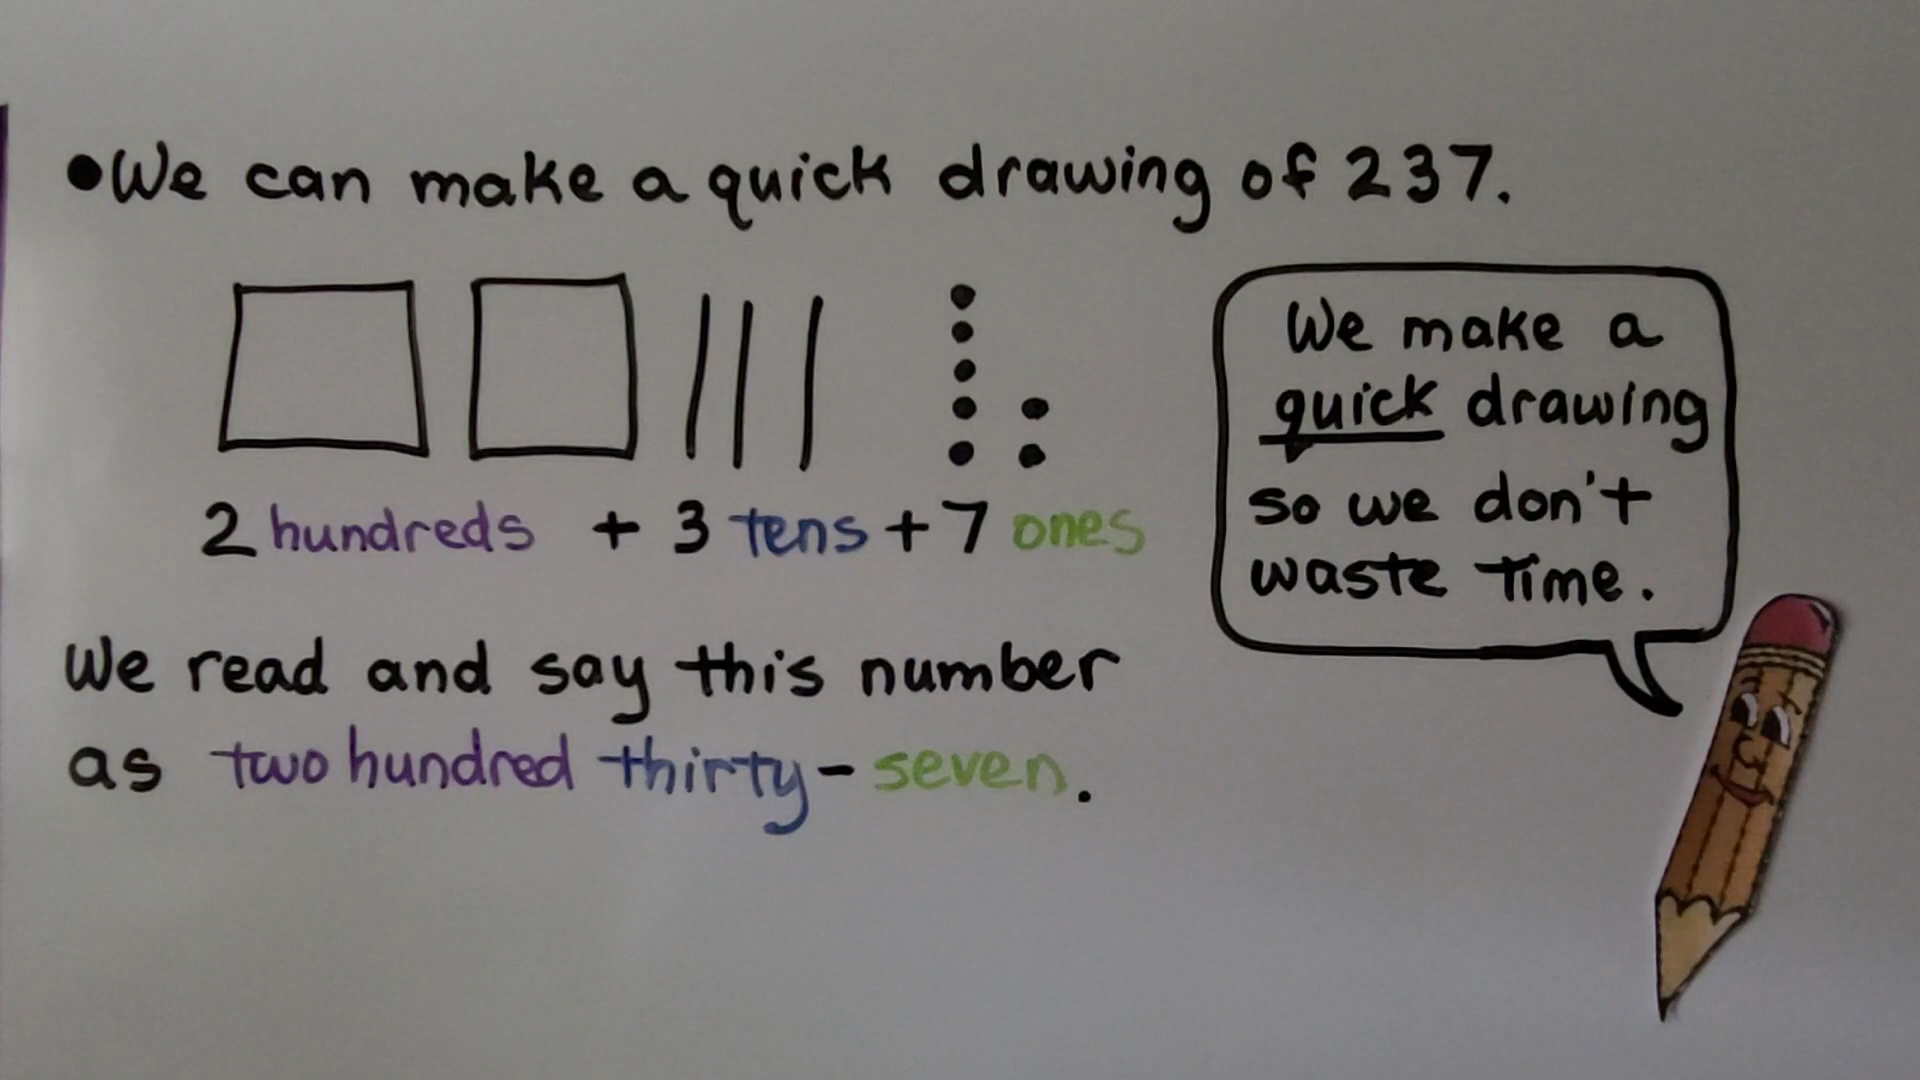 •We can make a quick drawing of 237.
2 hundreds + 3 tens + 7 ones
We make a
quick drawing
so we don't
waste time.
We read and say this number
as two hundred thirty-seven.